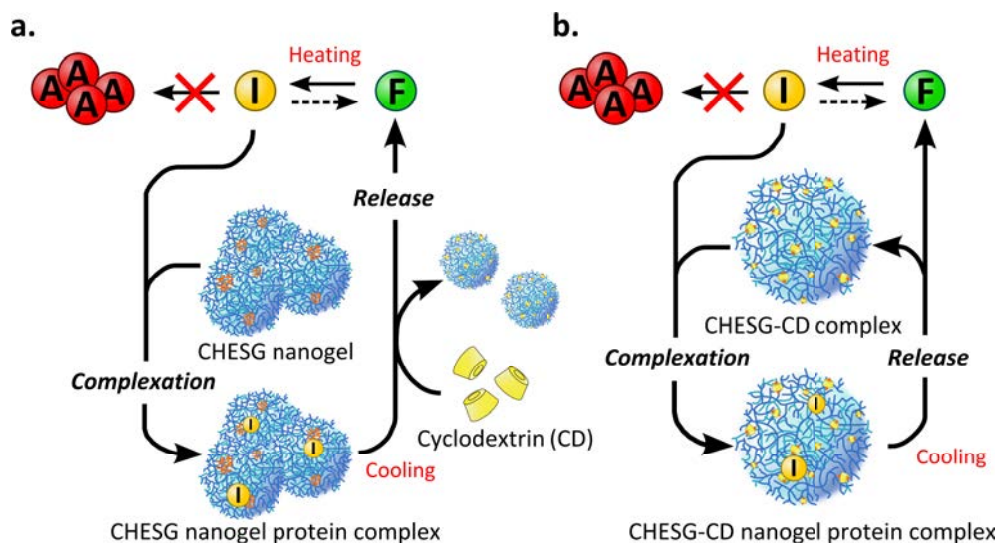 a.
Heating
A
A
A
A
I
F
Release
CHESG nanogel
Complexation
Cyclodextrin (CD)
I
I
I
Cooling
CHESG nanogel protein complex
b.
Heating
A
A
A
A
I
F
CHESG-CD complex
Complexation
Release
I
I
Cooling
CHESG-CD nanogel protein complex